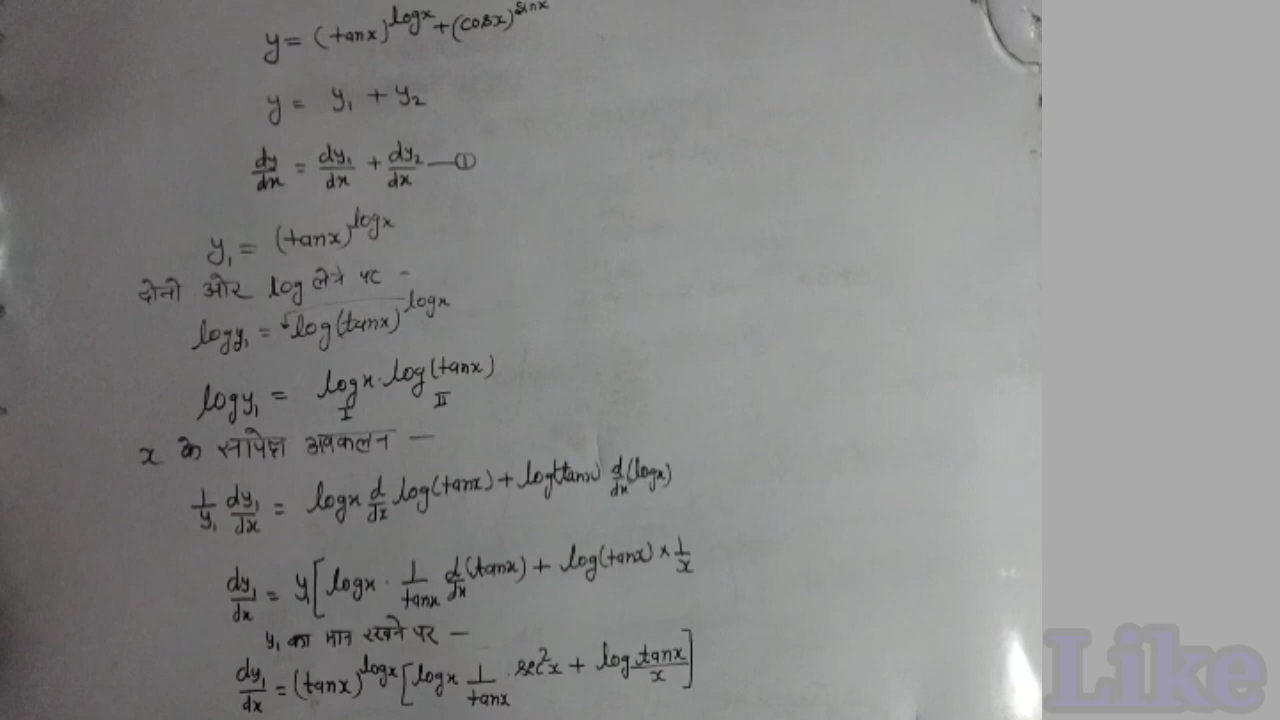 y = (tanx)^logx + (cosx)^sinx
y = y₁ + y₂
dy/dx = dy₁/dx + dy₂/dx —①
y₁ = (tanx)^logx
दोनो ओर log लेने पर -
logy₁ = log(tanx)^logx
logy₁ = logx · log(tanx)
I II
x के सापेक्ष अवकलन —
1/y₁ dy₁/dx = logx d/dx log(tanx) + log(tanx) d/dx (logx)
dy₁/dx = y₁[logx · 1/tanx d/dx (tanx) + log(tanx) × 1/x
y₁ का मान रखने पर —
dy₁/dx = (tanx)^logx [logx 1/tanx · sec²x + log tanx/x]
Like